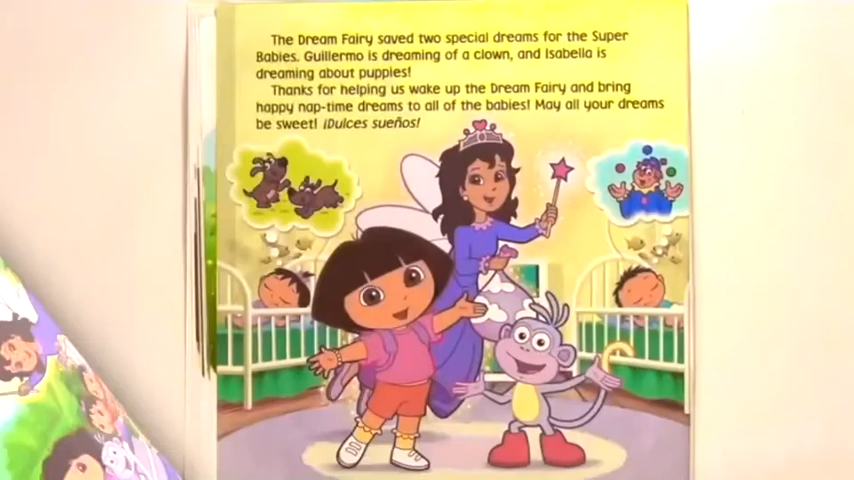 The Dream Fairy saved two special dreams for the Super
Babies. Guillermo is dreaming of a clown, and Isabella is
dreaming about puppies!
Thanks for helping us wake up the Dream Fairy and bring
happy nap-time dreams to all of the babies! May all your dreams
be sweet! ¡Dulces sueños!